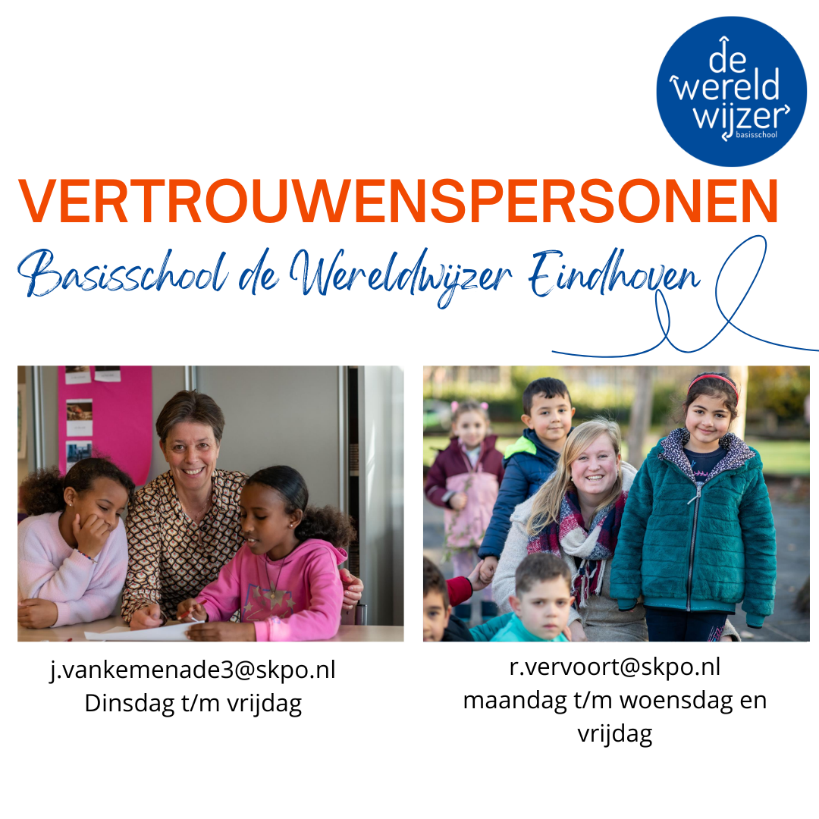 de
wereld
wijzer
basisschool
VERTROUWENSPERSONEN
Basisschool de Wereldwijzer Eindhoven
j.vankemenade3@skpo.nl
Dinsdag t/m vrijdag
r.vervoort@skpo.nl
maandag t/m woensdag en
vrijdag